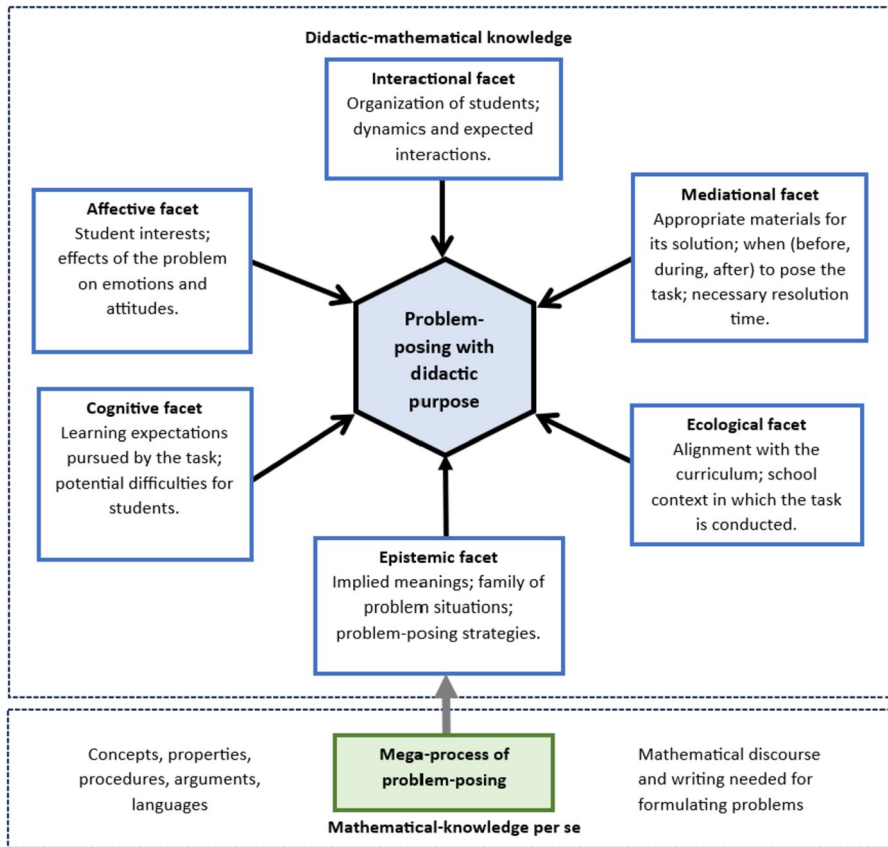 Didactic-mathematical knowledge
Interactional facet
Organization of students;
dynamics and expected
interactions.
Affective facet
Student interests;
effects of the problem
on emotions and
attitudes.
Mediational facet
Appropriate materials for
its solution; when (before,
during, after) to pose the
task; necessary resolution
time.
Problem-
posing with
didactic
purpose
Cognitive facet
Learning expectations
pursued by the task;
potential difficulties for
students.
Ecological facet
Alignment with the
curriculum; school
context in which the task
is conducted.
Epistemic facet
Implied meanings; family of
problem situations;
problem-posing strategies.
Concepts, properties,
procedures, arguments,
languages
Mega-process of
problem-posing
Mathematical discourse
and writing needed for
formulating problems
Mathematical-knowledge per se